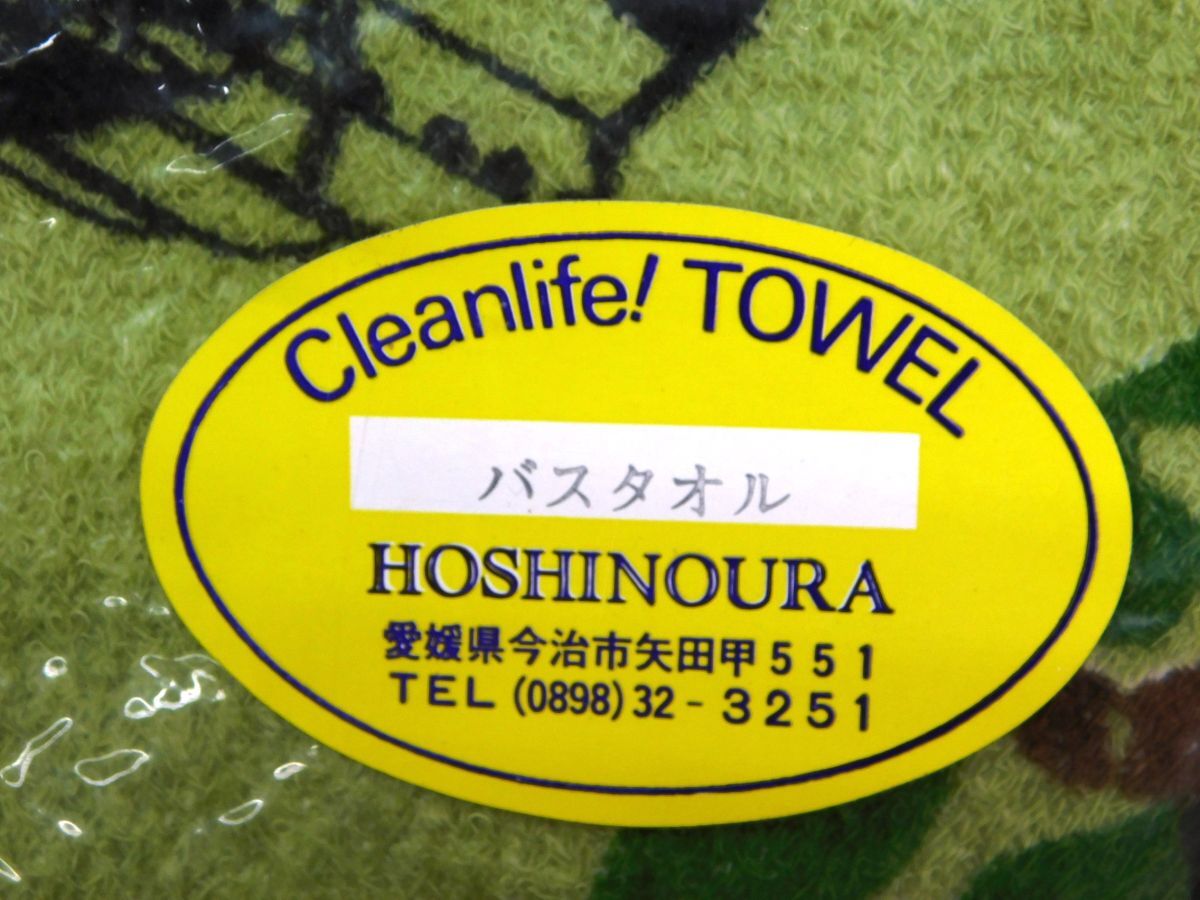 Cleanlife! TOWEL
バスタオル
HOSHINOURA
愛媛県今治市矢田甲551
TEL (0898) 32-3251